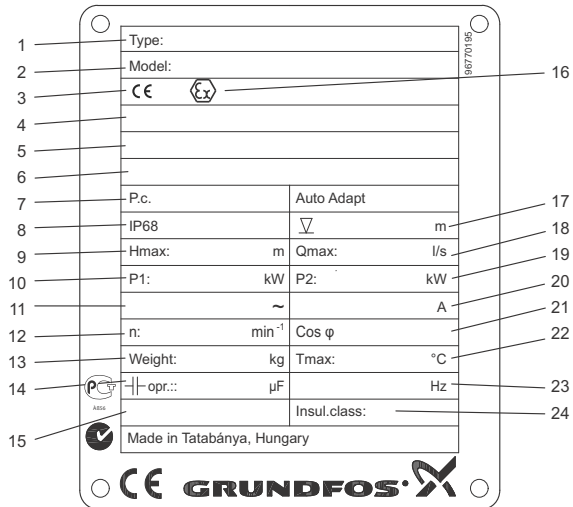 1 Type:
2 Model:
3 CE Ex 16
96770195
4
5
6
7 P.c. Auto Adapt
8 IP68 m 17
9 Hmax: m Qmax: l/s 18
10 P1: kW P2: kW 19
11 ~ A 20
12 n: min⁻¹ Cos φ 21
13 Weight: kg Tmax: °C 22
14 opr.:: µF Hz 23
15 Insul.class: 24
Made in Tatabánya, Hungary
CE GRUNDFOS